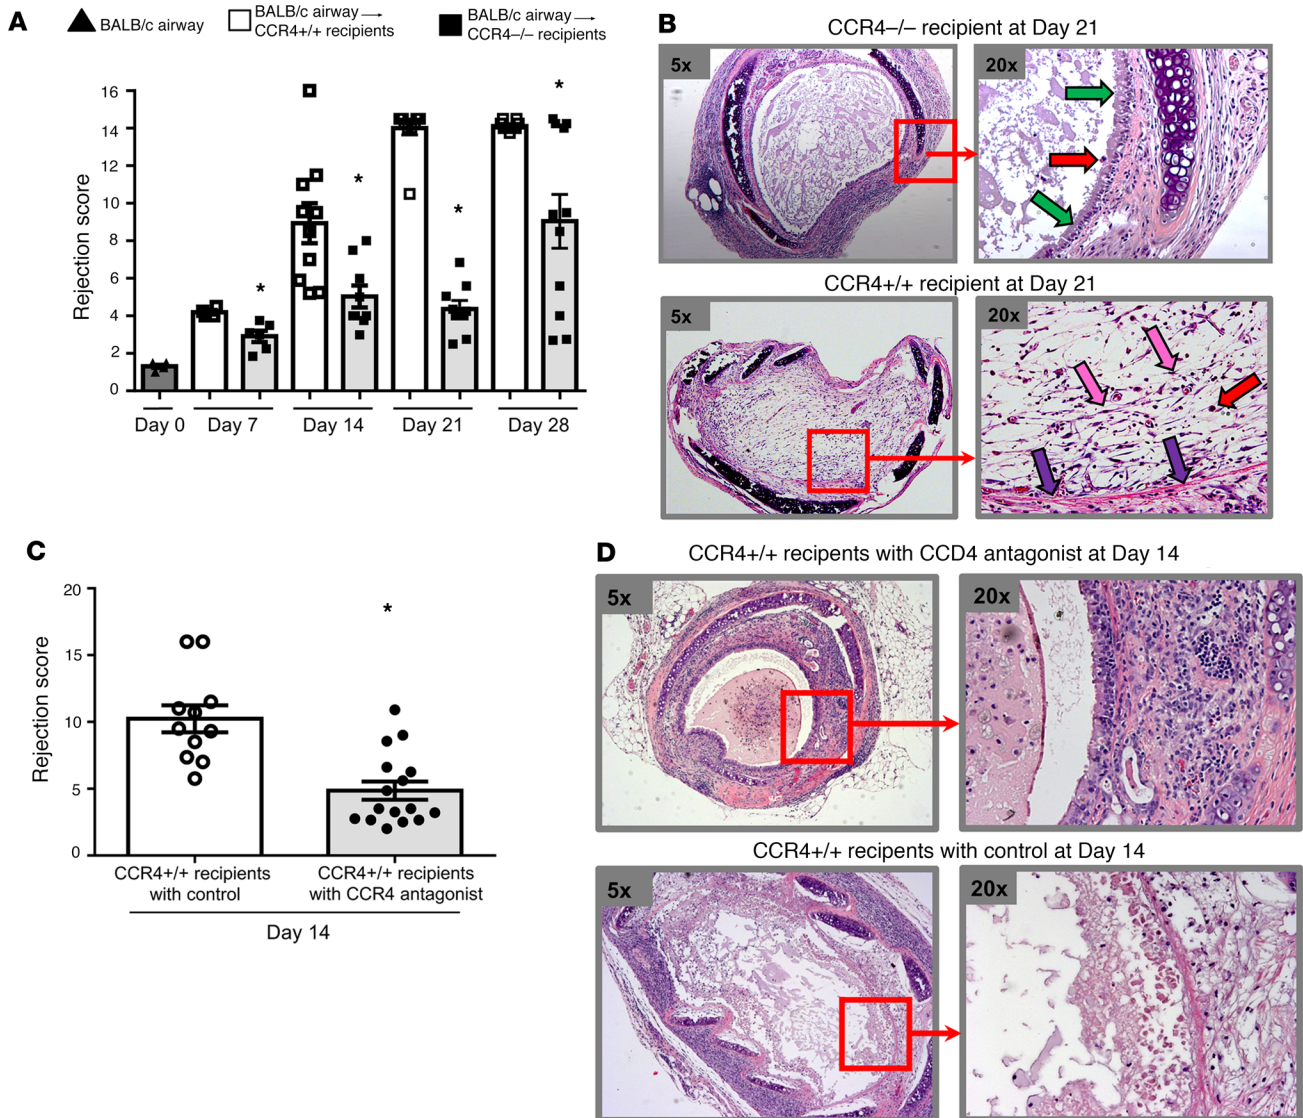 A
BALB/c airway
BALB/c airway →
CCR4+/+ recipients
BALB/c airway →
CCR4–/– recipients
Rejection score
16
14
12
10
8
6
4
2
0
*
*
*
*
Day 0
Day 7
Day 14
Day 21
Day 28
B
CCR4–/– recipient at Day 21
5x
20x
CCR4+/+ recipient at Day 21
5x
20x
C
Rejection score
20
15
10
5
0
*
CCR4+/+ recipients
with control
CCR4+/+ recipients
with CCR4 antagonist
Day 14
D
CCR4+/+ recipents with CCD4 antagonist at Day 14
5x
20x
CCR4+/+ recipents with control at Day 14
5x
20x